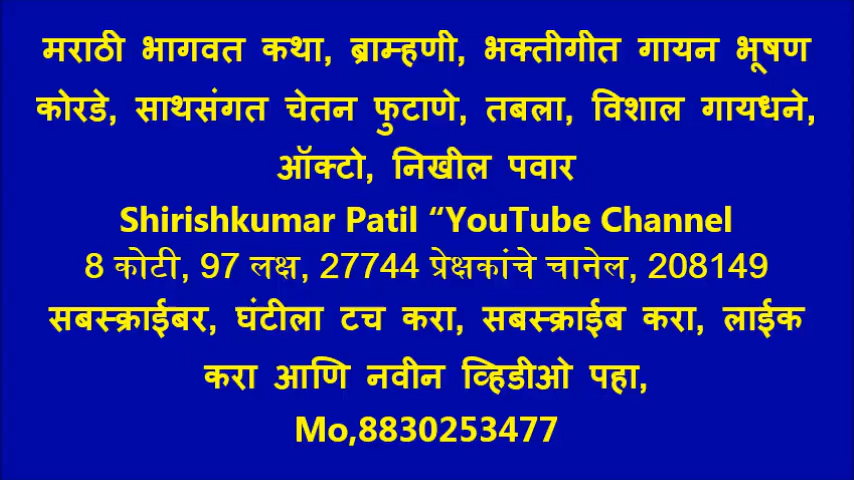 मराठी भागवत कथा, ब्राम्हणी, भक्तीगीत गायन भूषण
कोरडे, साथसंगत चेतन फुटाणे, तबला, विशाल गायधने,
ऑक्टो, निखील पवार
Shirishkumar Patil “YouTube Channel
8 कोटी, 97 लक्ष, 27744 प्रेक्षकांचे चानेल, 208149
सबस्क्राईबर, घंटीला टच करा, सबस्क्राईब करा, लाईक
करा आणि नवीन व्हिडीओ पहा,
Mo,8830253477